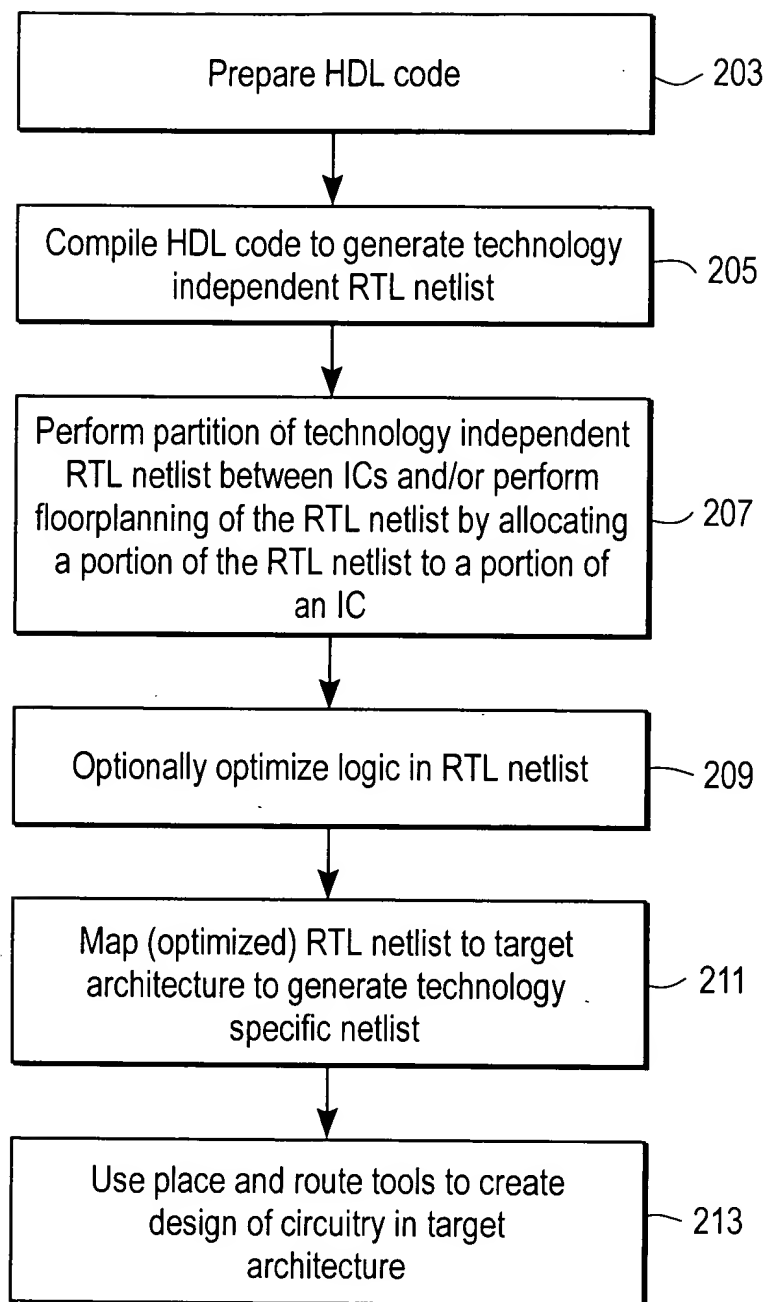 Prepare HDL code
203
Compile HDL code to generate technology
independent RTL netlist
205
Perform partition of technology independent
RTL netlist between ICs and/or perform
floorplanning of the RTL netlist by allocating
a portion of the RTL netlist to a portion of
an IC
207
Optionally optimize logic in RTL netlist
209
Map (optimized) RTL netlist to target
architecture to generate technology
specific netlist
211
Use place and route tools to create
design of circuitry in target
architecture
213